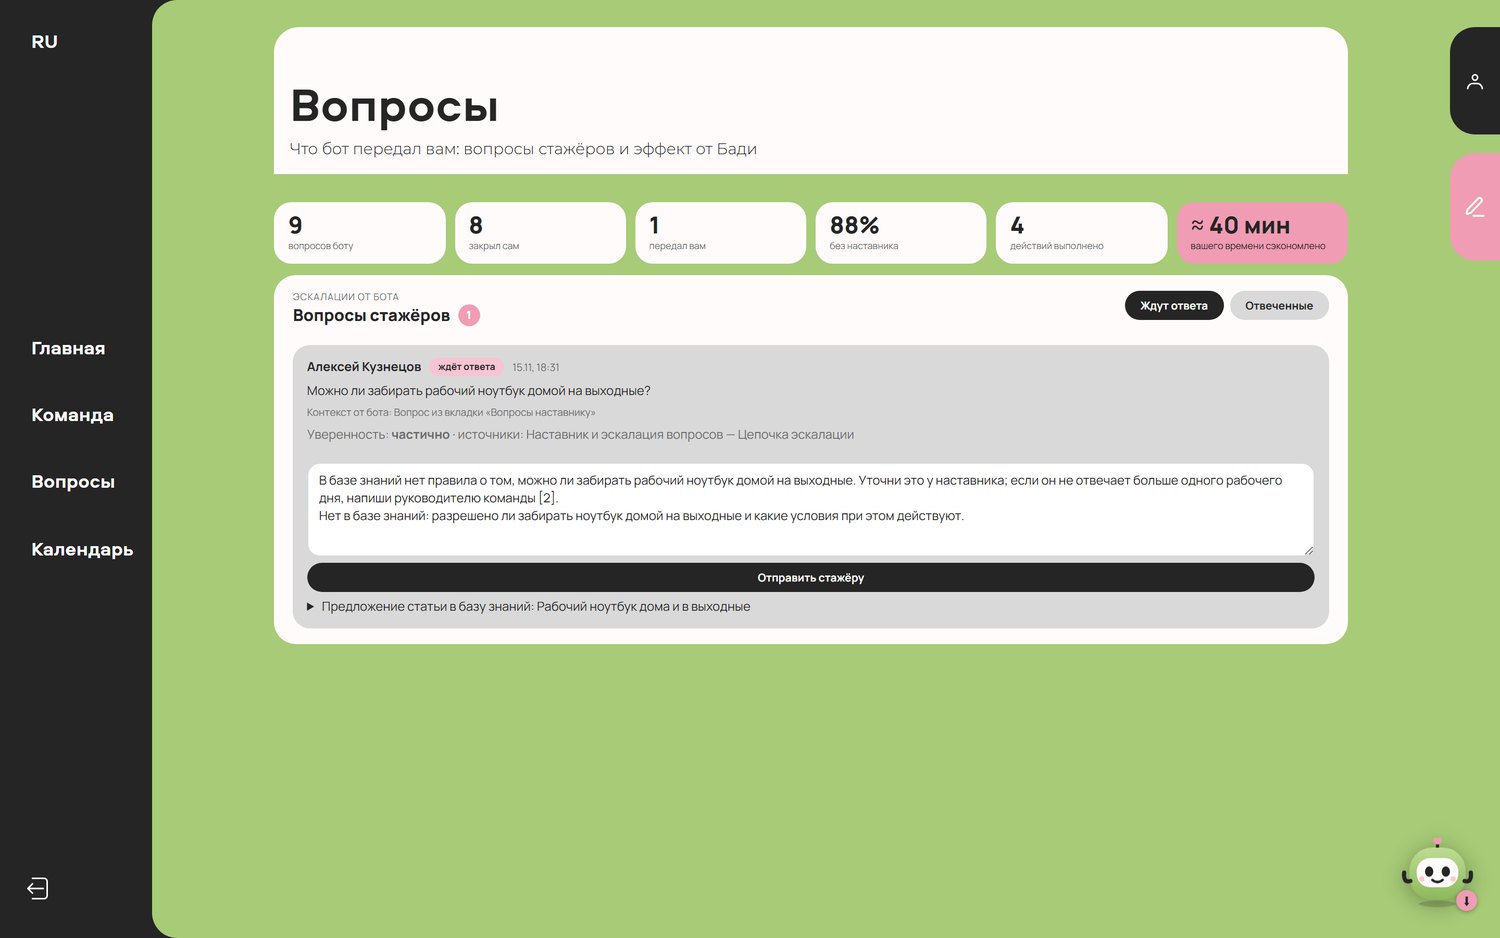 RU
Главная
Команда
Вопросы
Календарь
Вопросы
Что бот передал вам: вопросы стажёров и эффект от Бади
9
вопросов боту
8
закрыл сам
1
передал вам
88%
без наставника
4
действий выполнено
≈ 40 мин
вашего времени сэкономлено
ЭСКАЛАЦИИ ОТ БОТА
Вопросы стажёров 1
Ждут ответа
Отвеченные
Алексей Кузнецов ждёт ответа 15.11, 18:31
Можно ли забирать рабочий ноутбук домой на выходные?
Контекст от бота: Вопрос из вкладки «Вопросы наставнику»
Уверенность: частично · источники: Наставник и эскалация вопросов — Цепочка эскалации
В базе знаний нет правила о том, можно ли забирать рабочий ноутбук домой на выходные. Уточни это у наставника; если он не отвечает больше одного рабочего
дня, напиши руководителю команды [2].
Нет в базе знаний: разрешено ли забирать ноутбук домой на выходные и какие условия при этом действуют.
Отправить стажёру
Предложение статьи в базу знаний: Рабочий ноутбук дома и в выходные